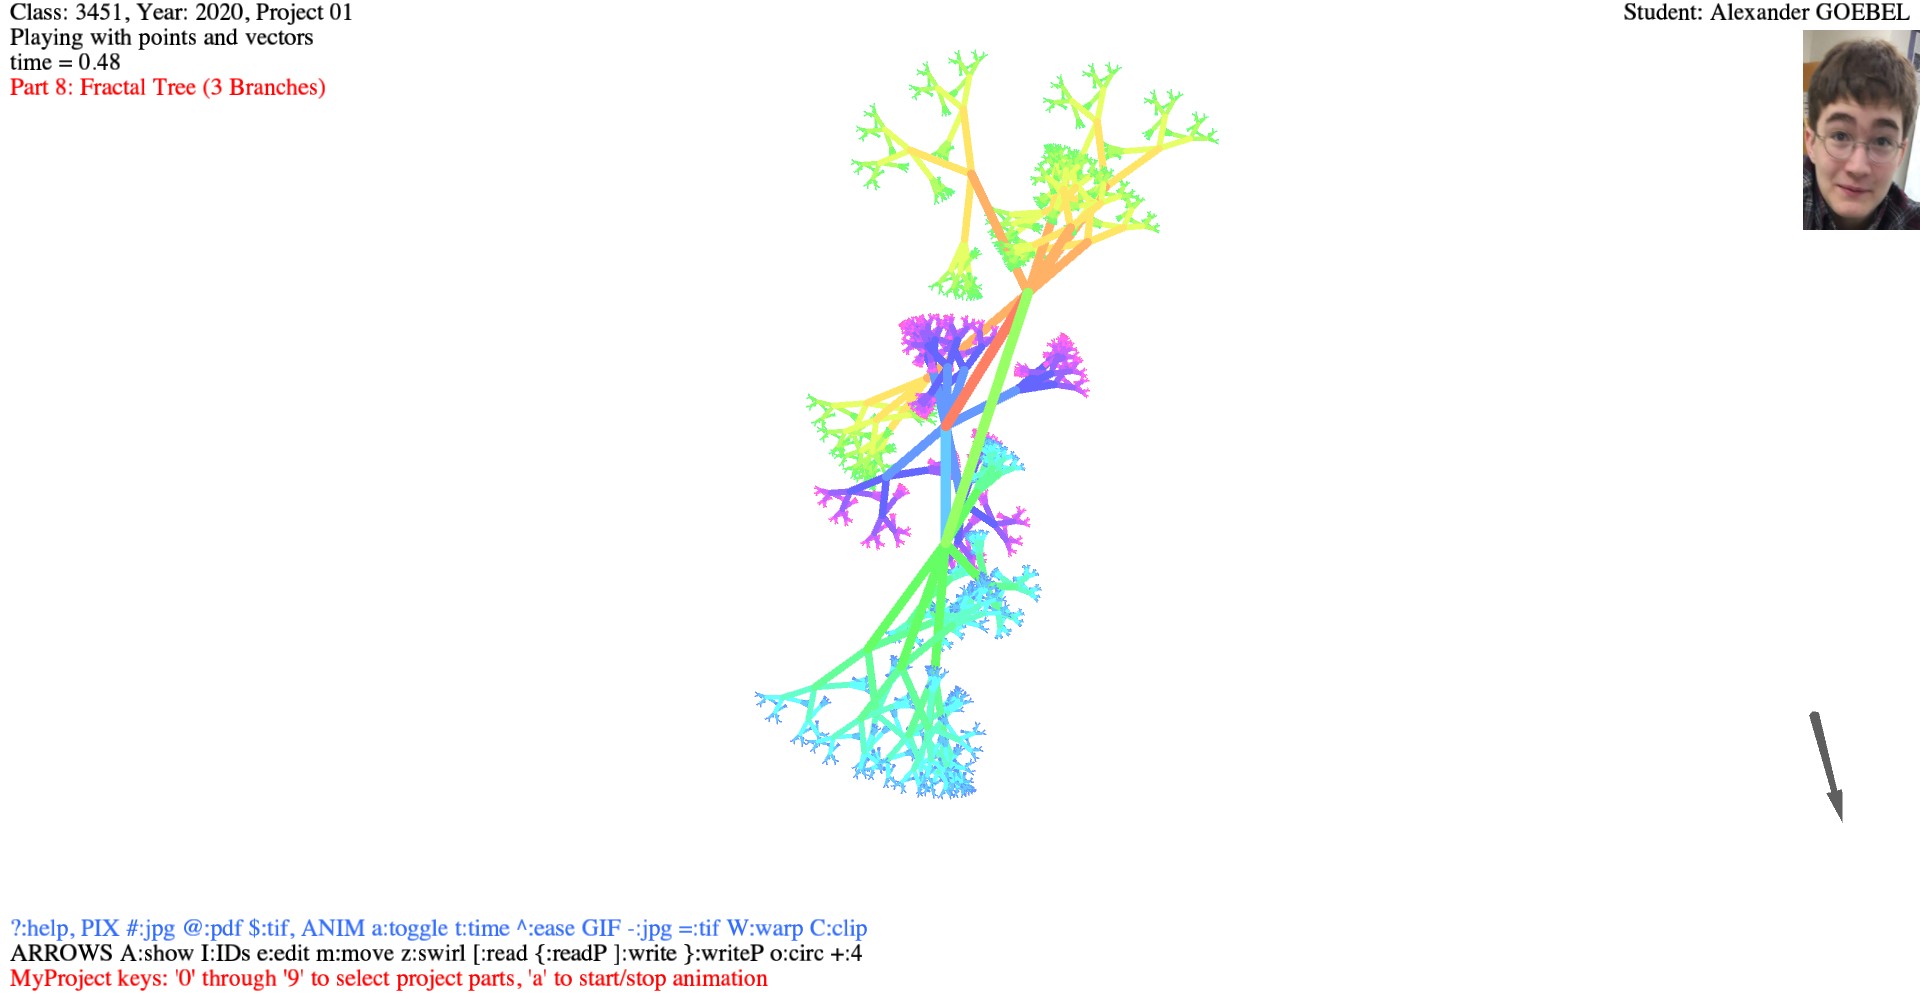 Class: 3451, Year: 2020, Project 01
Student: Alexander GOEBEL
Playing with points and vectors
time = 0.48
Part 8: Fractal Tree (3 Branches)
?:help, PIX #:jpg @:pdf $:tif, ANIM a:toggle t:time ^:ease GIF -:jpg =:tif W:warp C:clip
ARROWS A:show I:IDs e:edit m:move z:swirl [:read {:readP ]:write }:writeP o:circ +:4
MyProject keys: '0' through '9' to select project parts, 'a' to start/stop animation